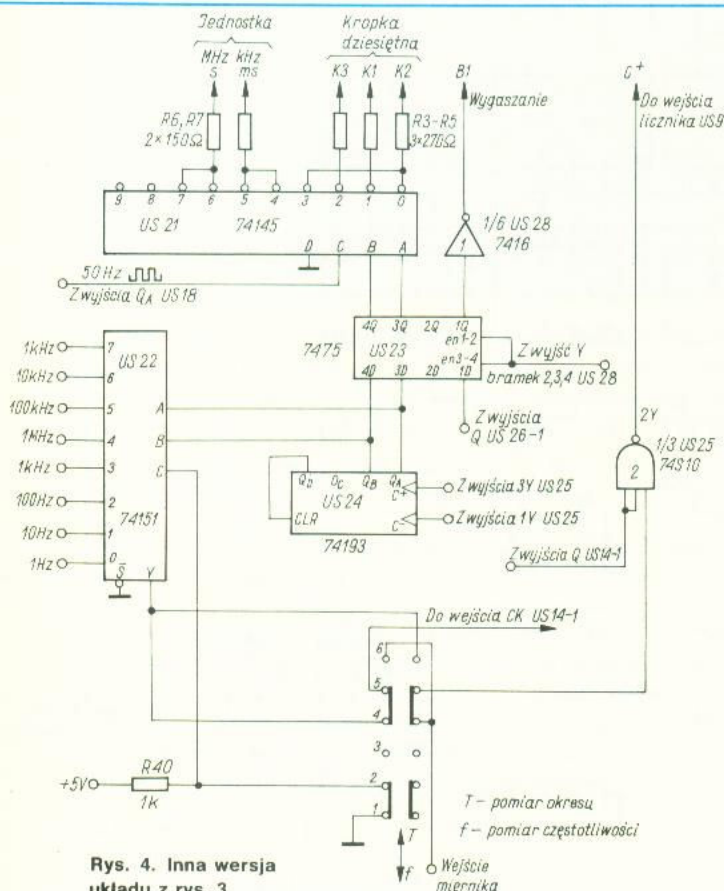 Jednostka
MHz kHz
s ms
Kropka
dziesiętna
K3 K1 K2
B1
Wygaszanie
C+
Do wejścia
licznika US9
R6, R7
2×150Ω
R3-R5
3×270Ω
9 8 7 6 5 4 3 2 1 0
US 21 74145
D C B A
1
1/6 US 28
7416
50Hz
Z wyjścia QA US18
4Q 3Q 2Q 1Q
en1-2
7475 US23
en3-4
4D 3D 2D 1D
Z wyjść Y
bramek 2,3,4 US 28
Z wyjścia
Q US 26-1
1kHz 7
US 22
10kHz 6
100kHz 5 A
1MHz 4 B
1kHz 3 C
100Hz 2
74151
10Hz 1
1Hz 0
S̅ Y
QD OC QB QA
C+
US24
CLR
C-
74193
Z wyjścia 3Y US25
Z wyjścia 1Y US25
2Y
1/3 US25
74S10
2
Z wyjścia Q US14-1
Do wejścia CK US14-1
6
5
4
3
2
1
+5V
R40
1k
T
f
T – pomiar okresu
f – pomiar częstotliwości
Wejście
miernika
Rys. 4. Inna wersja
układu z rys. 3